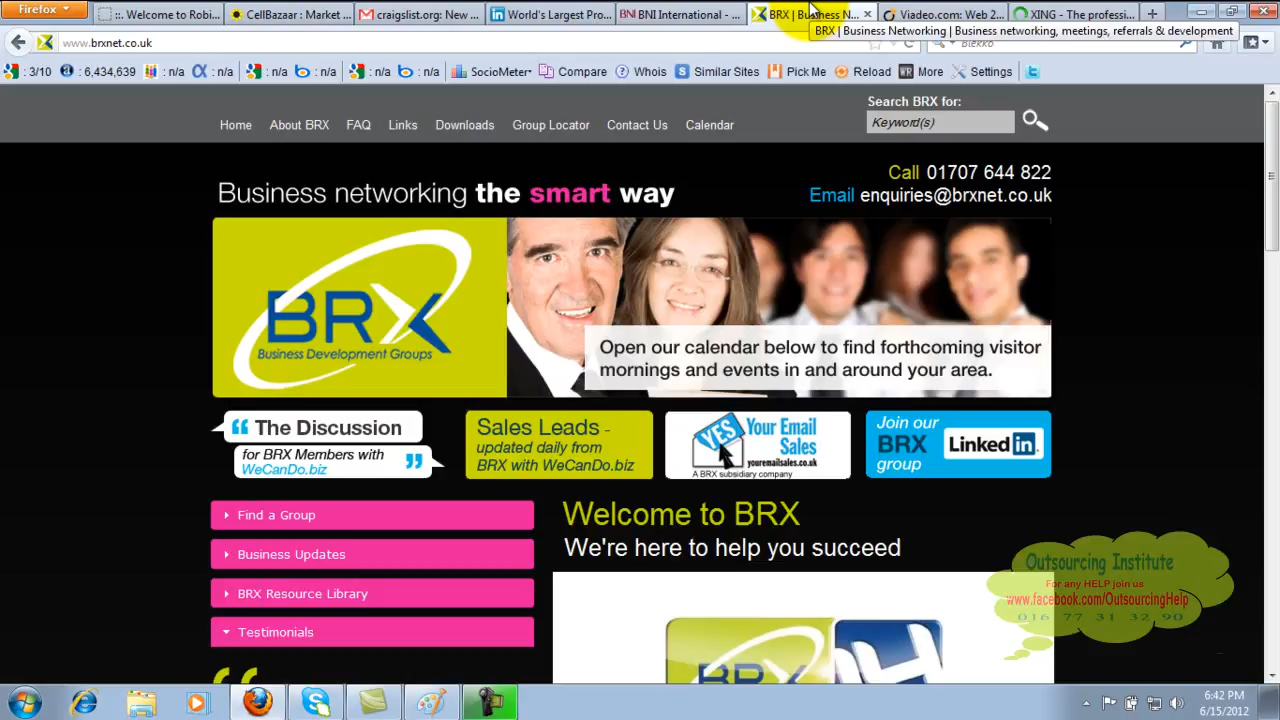 Firefox
::. Welcome to Robi...
CellBazaar : Market ...
craigslist.org: New ...
World's Largest Pro...
BNI International - ...
BRX | Business N...
Viadeo.com: Web 2...
XING - The professi...
BRX | Business Networking | Business networking, meetings, referrals & development
www.brxnet.co.uk
Blekko
: 3/10
: 6,434,639
: n/a
: n/a
: n/a
: n/a
: n/a
: n/a
SocioMeter
Compare
Whois
Similar Sites
Pick Me
Reload
More
Settings
Search BRX for:
Home
About BRX
FAQ
Links
Downloads
Group Locator
Contact Us
Calendar
Keyword(s)
Call 01707 644 822
Business networking the smart way
Email enquiries@brxnet.co.uk
BRX
Business Development Groups
Open our calendar below to find forthcoming visitor
mornings and events in and around your area.
The Discussion
for BRX Members with
WeCanDo.biz
Sales Leads -
updated daily from
BRX with WeCanDo.biz
YES
Your Email
Sales
youremailsales.co.uk
A BRX subsidiary company
Join our
BRX
group
LinkedIn
Find a Group
Business Updates
BRX Resource Library
Testimonials
Welcome to BRX
We're here to help you succeed
BRX
Outsourcing Institute
For any HELP join us
www.facebook.com/OutsourcingHelp
016 77 31 32 90
6:42 PM
6/15/2012